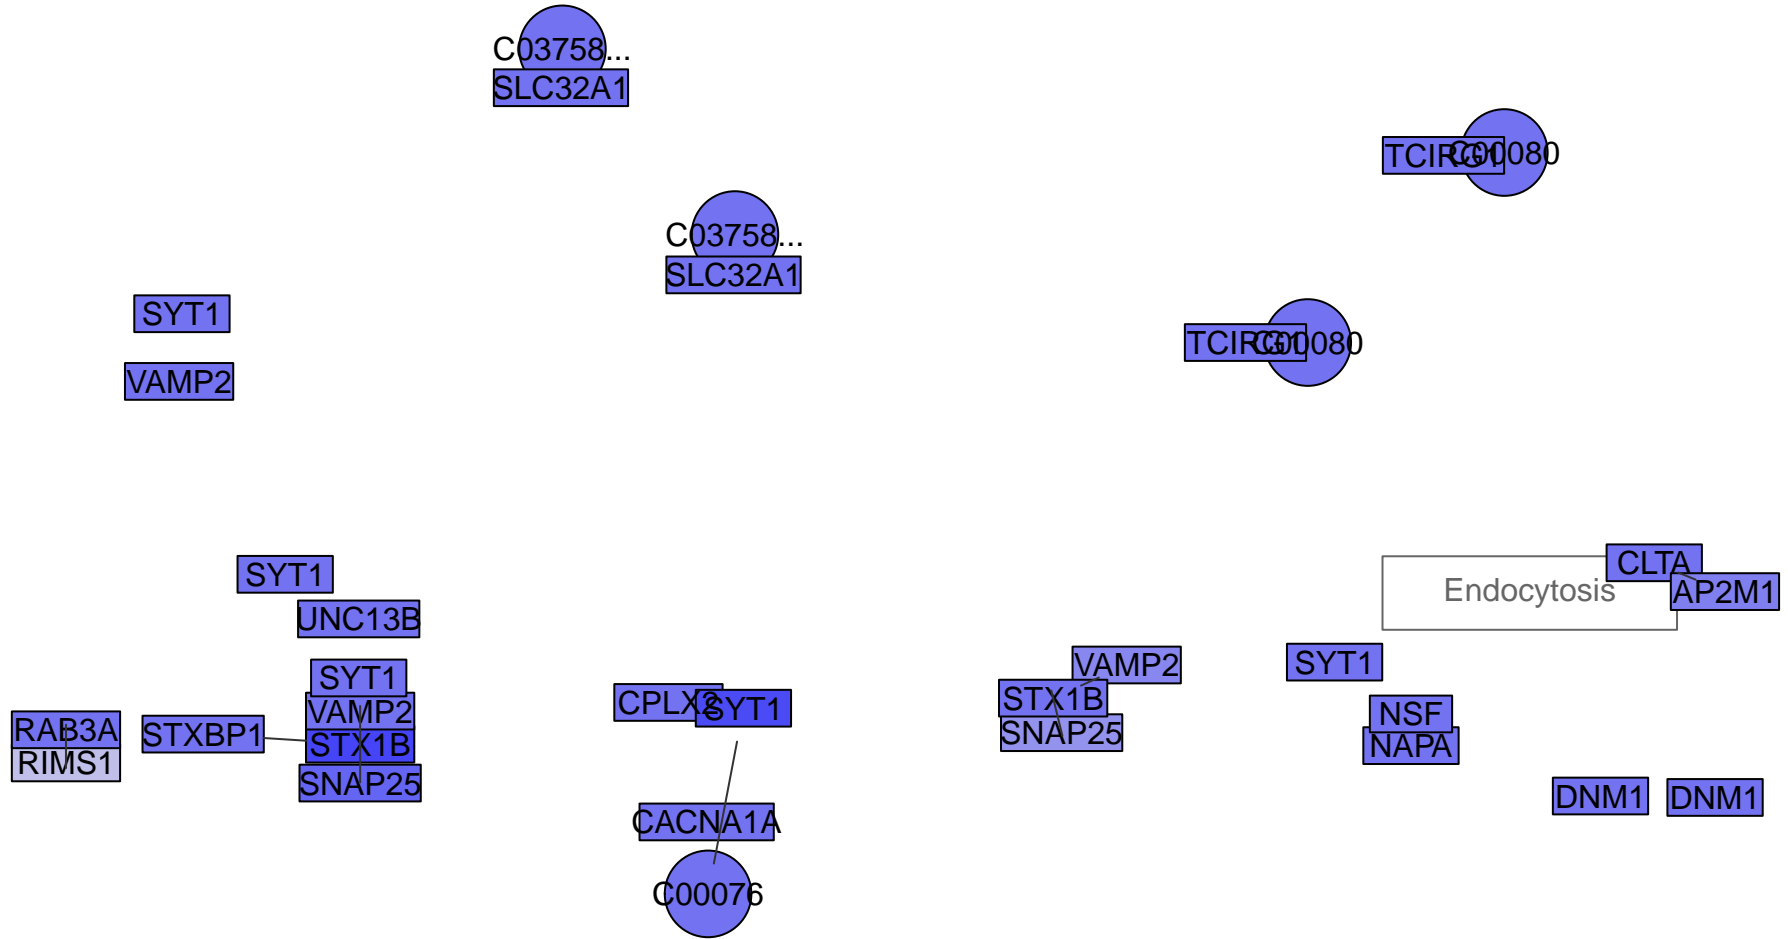 C03758...
SLC32A1
TCIRG1
C00080
C03758...
SLC32A1
SYT1
TCIRG1
C00080
VAMP2
CLTA
SYT1
Endocytosis
AP2M1
UNC13B
SYT1
VAMP2
SYT1
CPLX2
SYT1
STX1B
VAMP2
NSF
RAB3A
STXBP1
STX1B
SNAP25
NAPA
RIMS1
SNAP25
DNM1
DNM1
CACNA1A
C00076